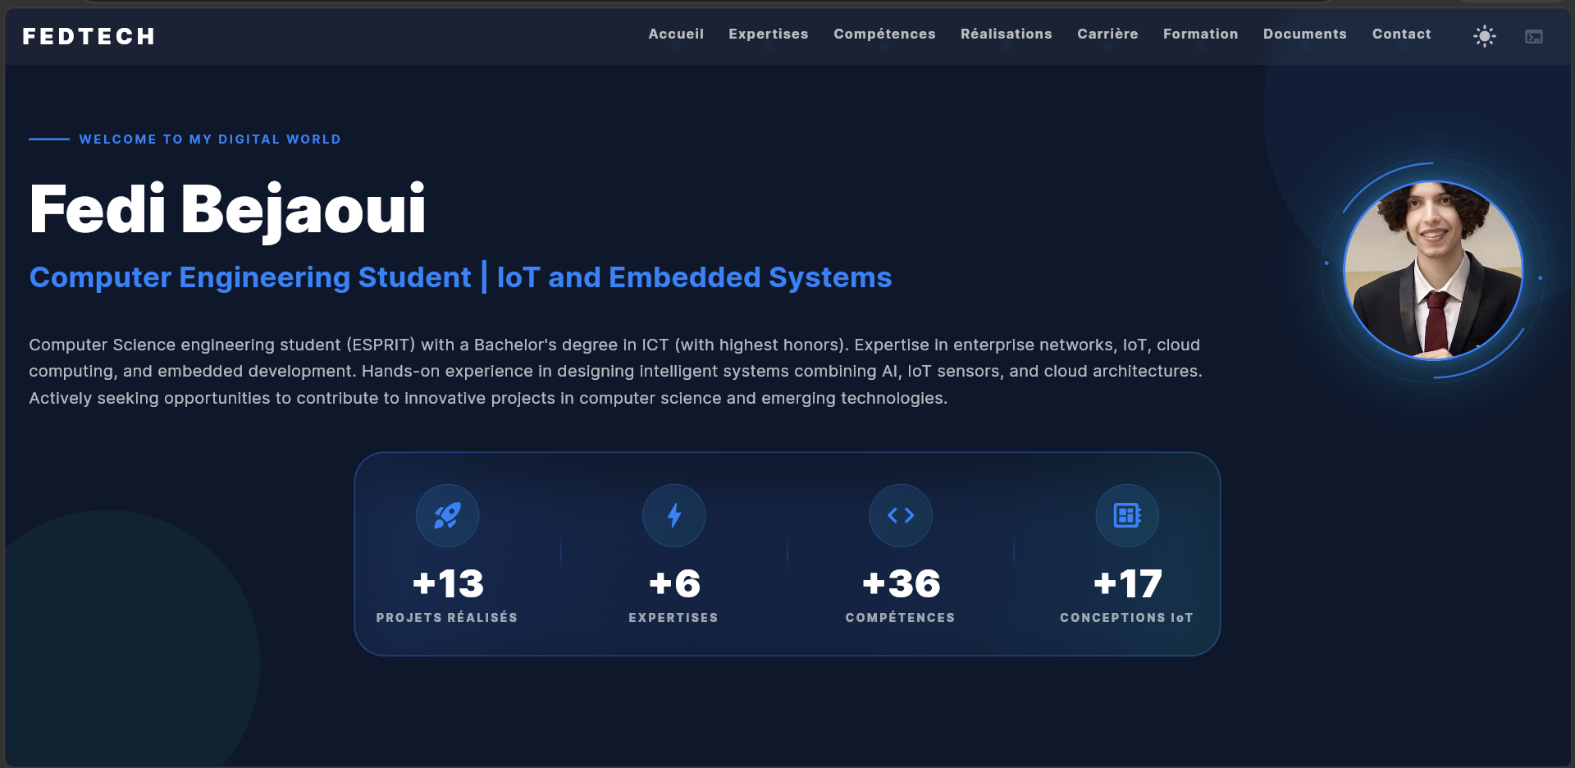 FEDTECH
Accueil Expertises Compétences Réalisations Carrière Formation Documents Contact
WELCOME TO MY DIGITAL WORLD
Fedi Bejaoui
Computer Engineering Student | IoT and Embedded Systems
Computer Science engineering student (ESPRIT) with a Bachelor's degree in ICT (with highest honors). Expertise in enterprise networks, IoT, cloud
computing, and embedded development. Hands-on experience in designing intelligent systems combining AI, IoT sensors, and cloud architectures.
Actively seeking opportunities to contribute to innovative projects in computer science and emerging technologies.
+13 +6 +36 +17
PROJETS RÉALISÉS EXPERTISES COMPÉTENCES CONCEPTIONS IoT